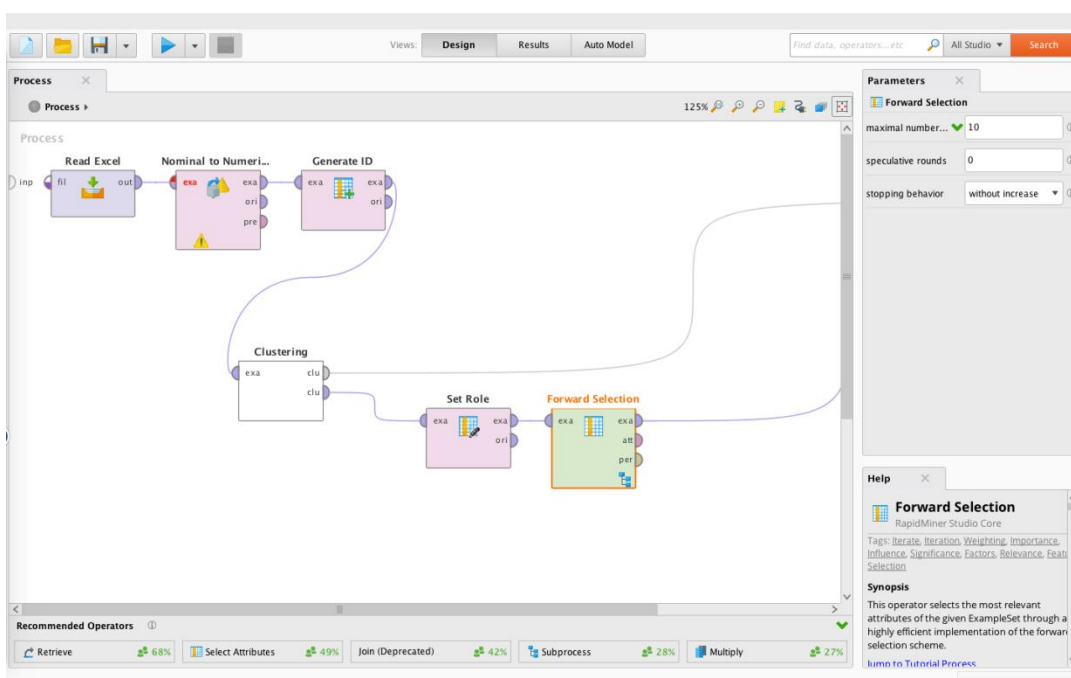 Views: Design Results Auto Model
Find data, operators...etc All Studio Search
Process
Process
125%
Process
Read Excel Nominal to Numeri... Generate ID
inp fil out exa exa exa exa
ori ori
pre
Clustering
exa clu
clu
Set Role Forward Selection
exa exa exa exa
ori att
per
Recommended Operators
Retrieve 68% Select Attributes 49% Join (Deprecated) 42% Subprocess 28% Multiply 27%
Parameters
Forward Selection
maximal number... 10
speculative rounds 0
stopping behavior without increase
Help
Forward Selection
RapidMiner Studio Core
Tags: Iterate, Iteration, Weighting, Importance,
Influence, Significance, Factors, Relevance, Featu
Selection
Synopsis
This operator selects the most relevant
attributes of the given ExampleSet through a
highly efficient implementation of the forwar
selection scheme.
Jump to Tutorial Process